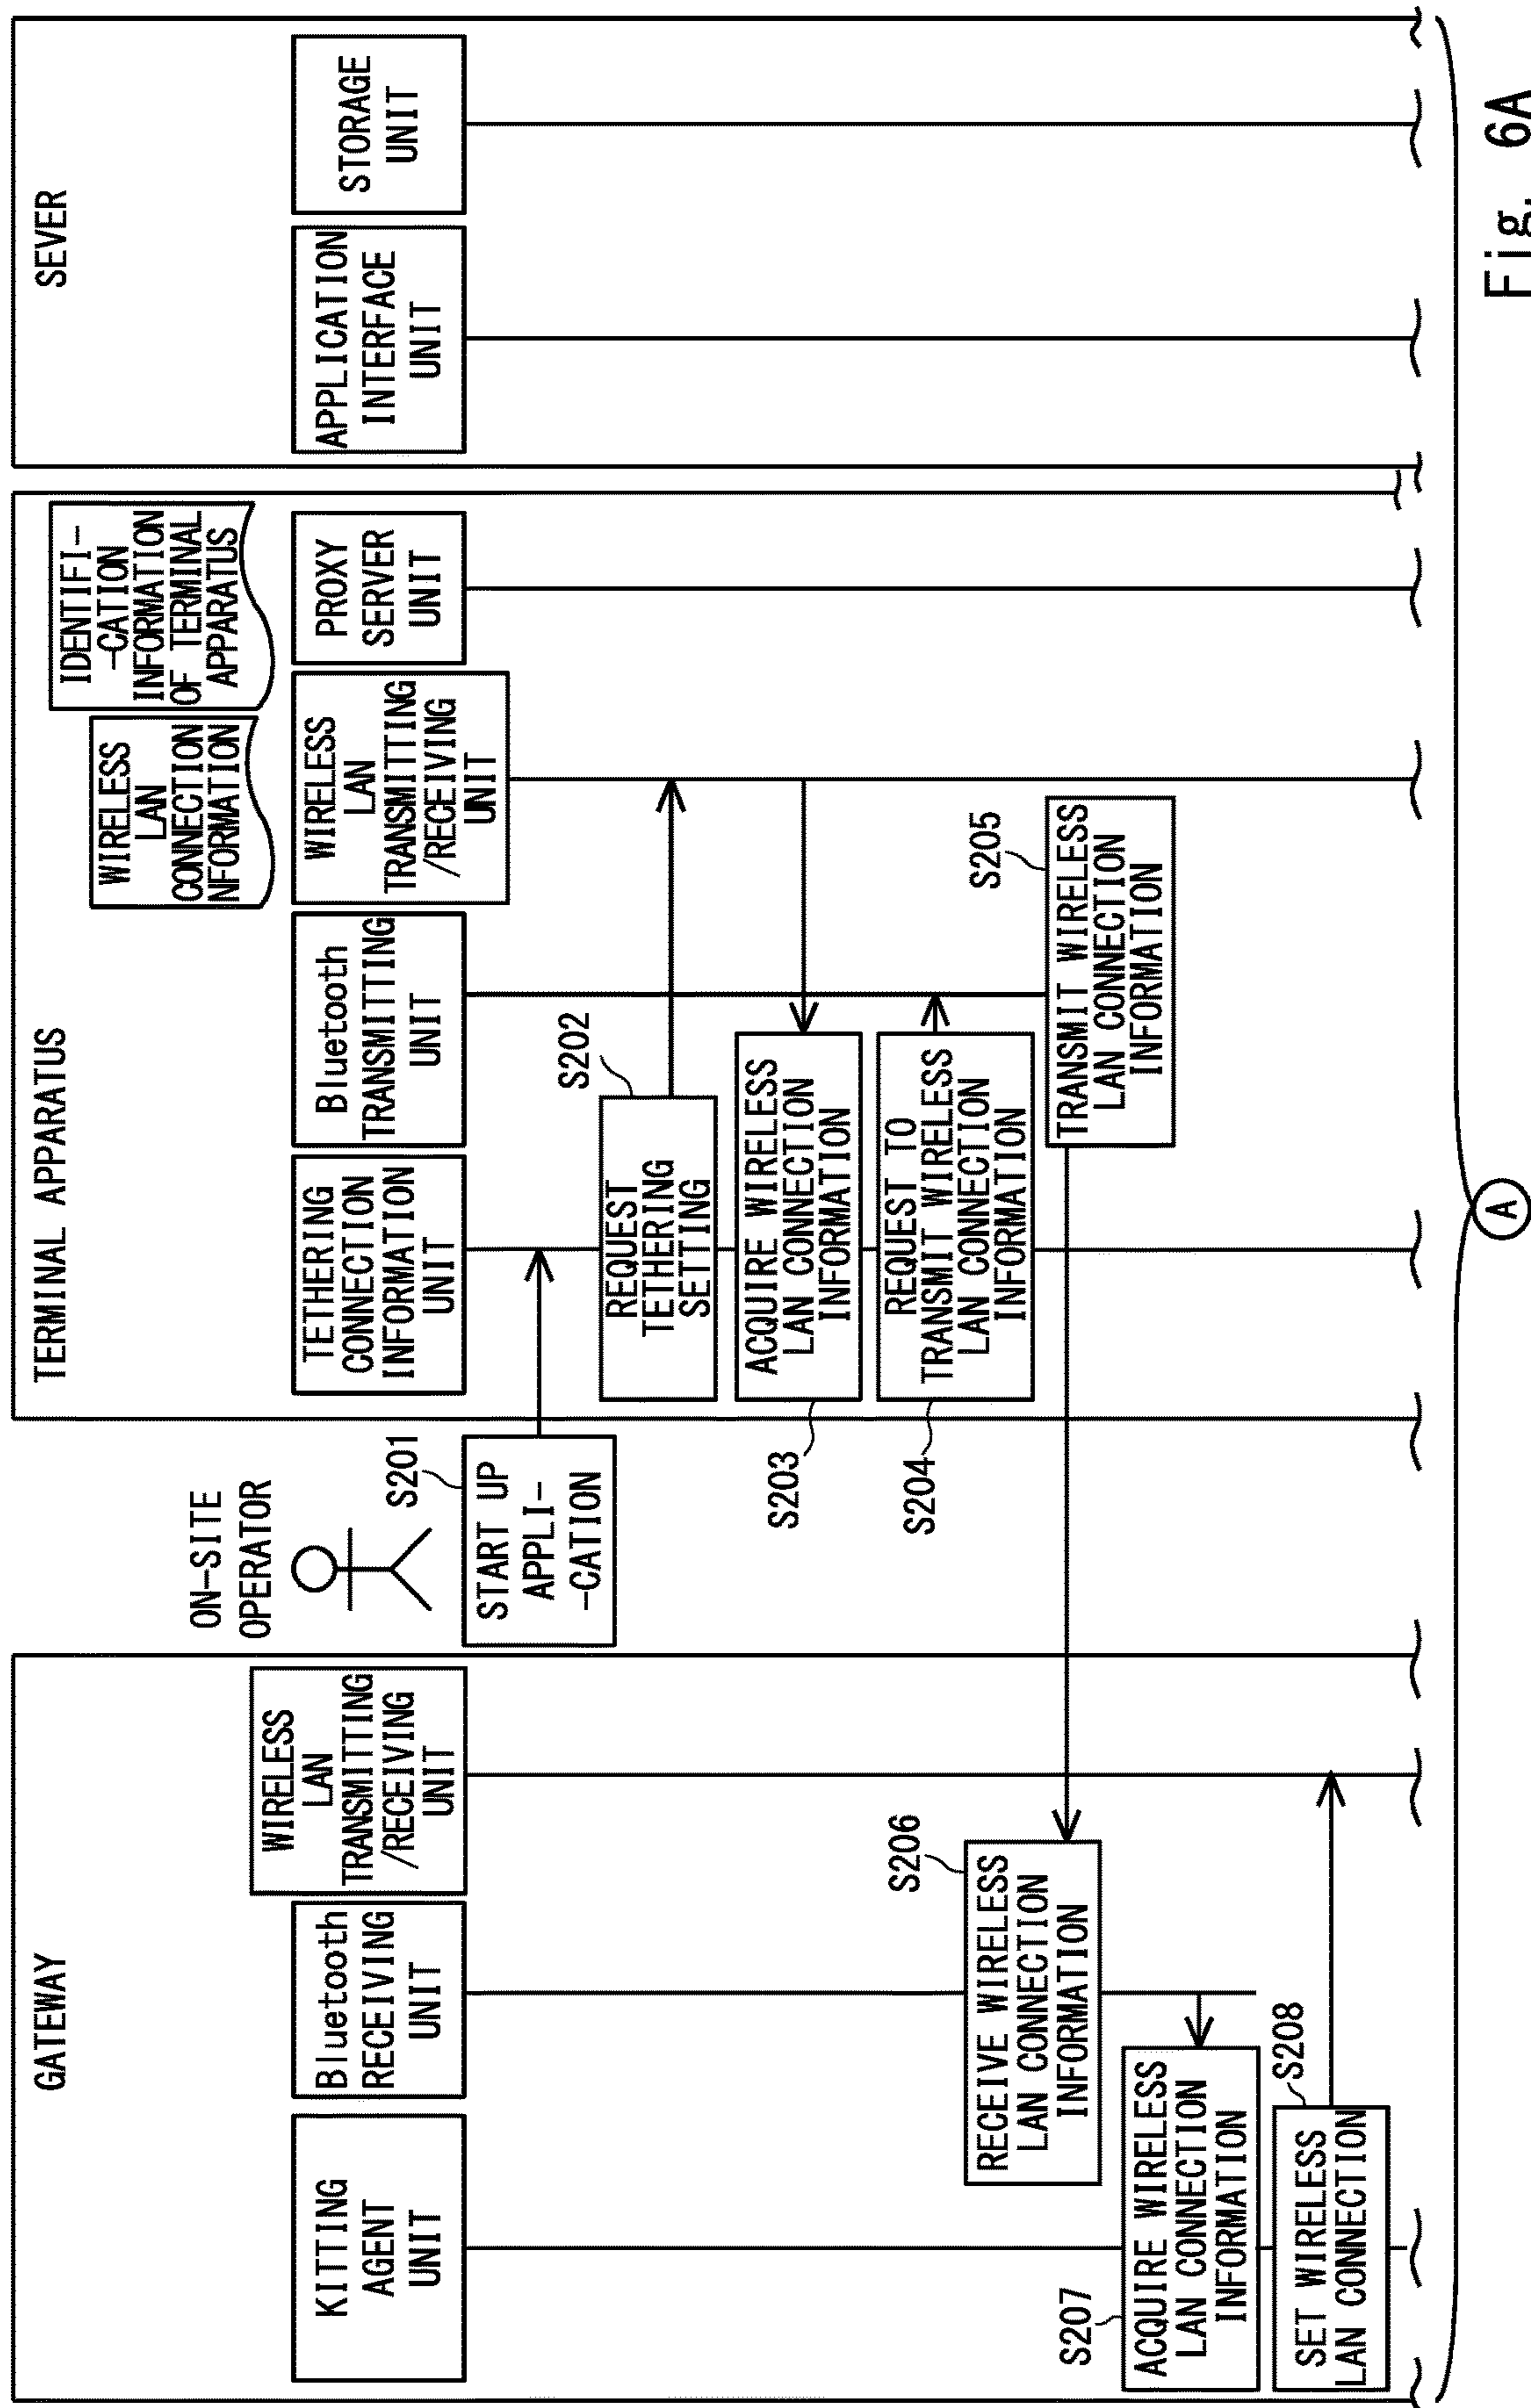 GATEWAY
KITTING
AGENT
UNIT
Bluetooth
RECEIVING
UNIT
WIRELESS
LAN
TRANSMITTING
/RECEIVING
UNIT
ON-SITE
OPERATOR
TERMINAL APPARATUS
TETHERING
CONNECTION
INFORMATION
UNIT
Bluetooth
TRANSMITTING
UNIT
WIRELESS
LAN
CONNECTION
NFORMATION
WIRELESS
LAN
TRANSMITTING
/RECEIVING
UNIT
IDENTIFI-
-CATION
INFORMATION
OF TERMINAL
APPARATUS
PROXY
SERVER
UNIT
SEVER
APPLICATION
INTERFACE
UNIT
STORAGE
UNIT
S201
START UP
APPLI-
-CATION
S202
REQUEST
TETHERING
SETTING
S203
ACQUIRE WIRELESS
LAN CONNECTION
INFORMATION
S204
REQUEST TO
TRANSMIT WIRELESS
LAN CONNECTION
INFORMATION
S205
TRANSMIT WIRELESS
LAN CONNECTION
INFORMATION
S206
RECEIVE WIRELESS
LAN CONNECTION
INFORMATION
S207
ACQUIRE WIRELESS
LAN CONNECTION
INFORMATION
S208
SET WIRELESS
LAN CONNECTION
A
Fig. 6A